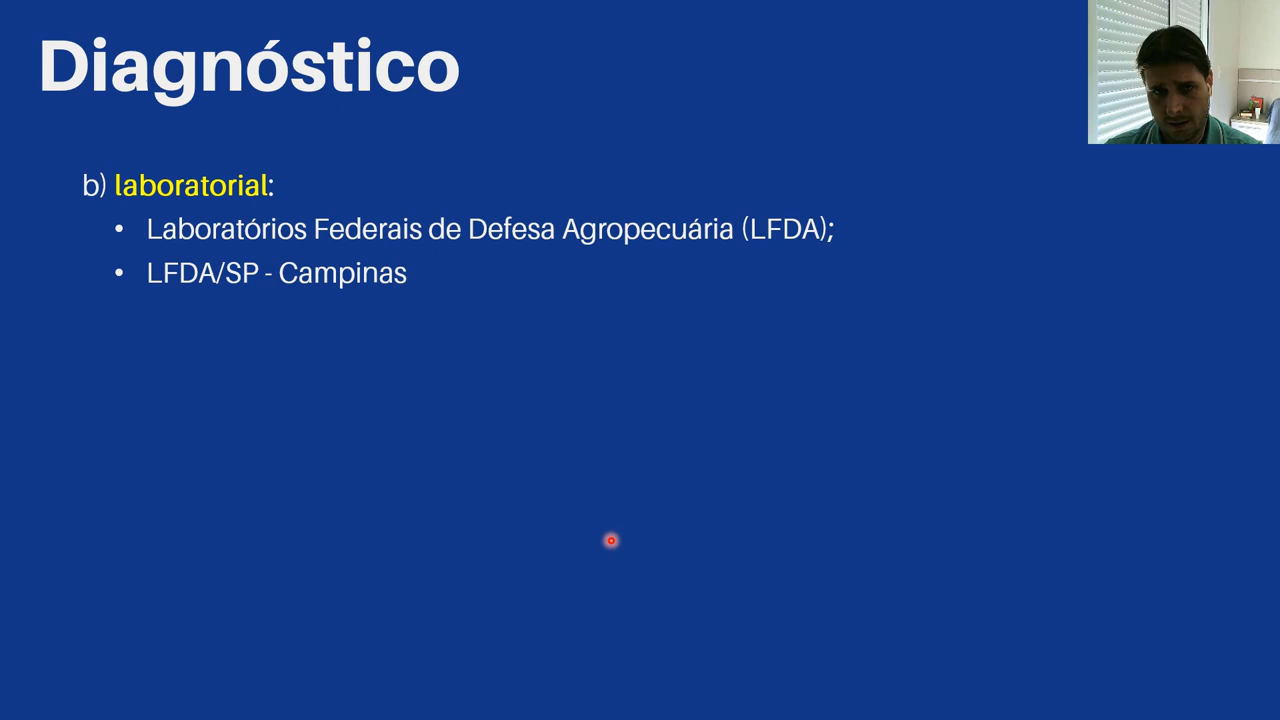 Diagnóstico
b) laboratorial:
• Laboratórios Federais de Defesa Agropecuária (LFDA);
• LFDA/SP - Campinas